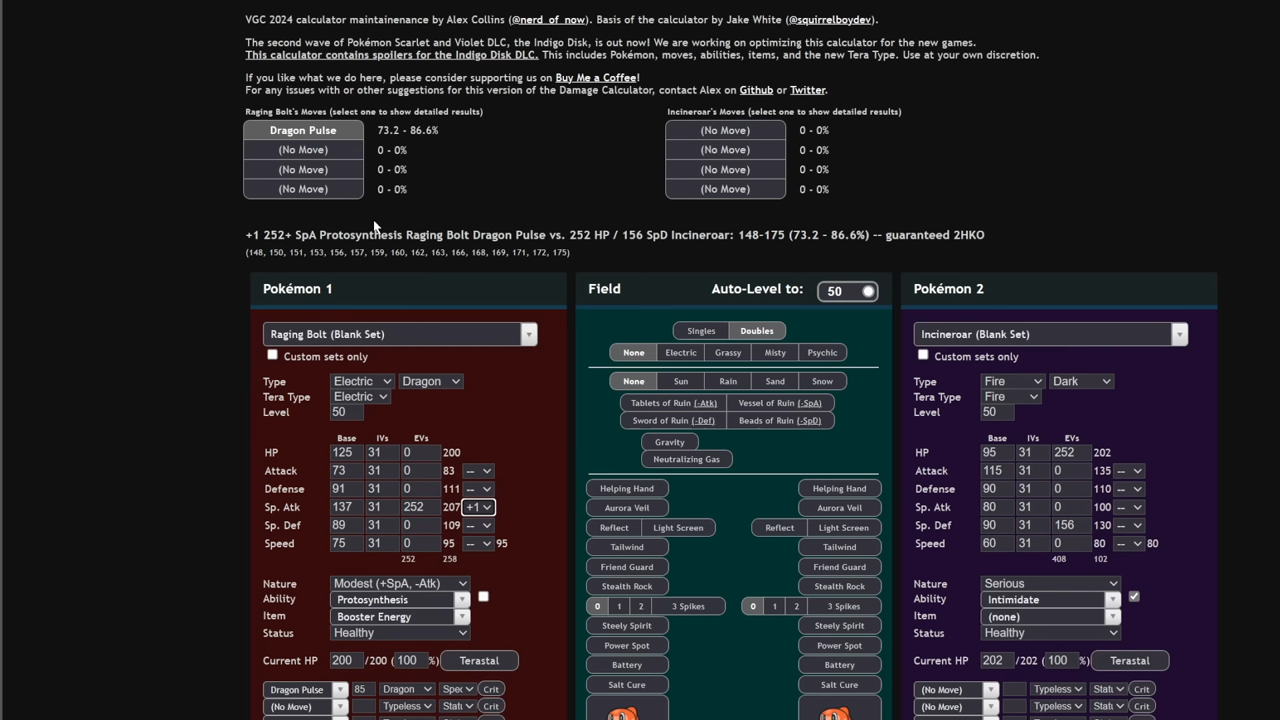 VGC 2024 calculator maintainenance by Alex Collins (@nerd_of_now). Basis of the calculator by Jake White (@squirrelboydev).
The second wave of Pokémon Scarlet and Violet DLC, the Indigo Disk, is out now! We are working on optimizing this calculator for the new games.
This calculator contains spoilers for the Indigo Disk DLC. This includes Pokémon, moves, abilities, items, and the new Tera Type. Use at your own discretion.
If you like what we do here, please consider supporting us on Buy Me a Coffee!
For any issues with or other suggestions for this version of the Damage Calculator, contact Alex on Github or Twitter.
Raging Bolt's Moves (select one to show detailed results) Incineroar's Moves (select one to show detailed results)
Dragon Pulse 73.2 - 86.6% (No Move) 0 - 0%
(No Move) 0 - 0% (No Move) 0 - 0%
(No Move) 0 - 0% (No Move) 0 - 0%
(No Move) 0 - 0% (No Move) 0 - 0%
+1 252+ SpA Protosynthesis Raging Bolt Dragon Pulse vs. 252 HP / 156 SpD Incineroar: 148-175 (73.2 - 86.6%) -- guaranteed 2HKO
(148, 150, 151, 153, 156, 157, 159, 160, 162, 163, 166, 168, 169, 171, 172, 175)
Pokémon 1
Raging Bolt (Blank Set)
Custom sets only
Type Electric Dragon
Tera Type Electric
Level 50
Base IVs EVs
HP 125 31 0 200
Attack 73 31 0 83 --
Defense 91 31 0 111 --
Sp. Atk 137 31 252 207 +1
Sp. Def 89 31 0 109 --
Speed 75 31 0 95 -- 95
252 258
Nature Modest (+SpA, -Atk)
Ability Protosynthesis
Item Booster Energy
Status Healthy
Current HP 200 /200 ( 100 %) Terastal
Dragon Pulse 85 Dragon Spec Crit
(No Move) Typeless Stat Crit
Field Auto-Level to: 50
Singles Doubles
None Electric Grassy Misty Psychic
None Sun Rain Sand Snow
Tablets of Ruin (-Atk) Vessel of Ruin (-SpA)
Sword of Ruin (-Def) Beads of Ruin (-SpD)
Gravity
Neutralizing Gas
Helping Hand Helping Hand
Aurora Veil Aurora Veil
Reflect Light Screen Reflect Light Screen
Tailwind Tailwind
Friend Guard Friend Guard
Stealth Rock Stealth Rock
0 1 2 3 Spikes 0 1 2 3 Spikes
Steely Spirit Steely Spirit
Power Spot Power Spot
Battery Battery
Salt Cure Salt Cure
Pokémon 2
Incineroar (Blank Set)
Custom sets only
Type Fire Dark
Tera Type Fire
Level 50
Base IVs EVs
HP 95 31 252 202
Attack 115 31 0 135 --
Defense 90 31 0 110 --
Sp. Atk 80 31 0 100 --
Sp. Def 90 31 156 130 --
Speed 60 31 0 80 -- 80
408 102
Nature Serious
Ability Intimidate
Item (none)
Status Healthy
Current HP 202 /202 ( 100 %) Terastal
(No Move) Typeless Stat Crit
(No Move) Typeless Stat Crit